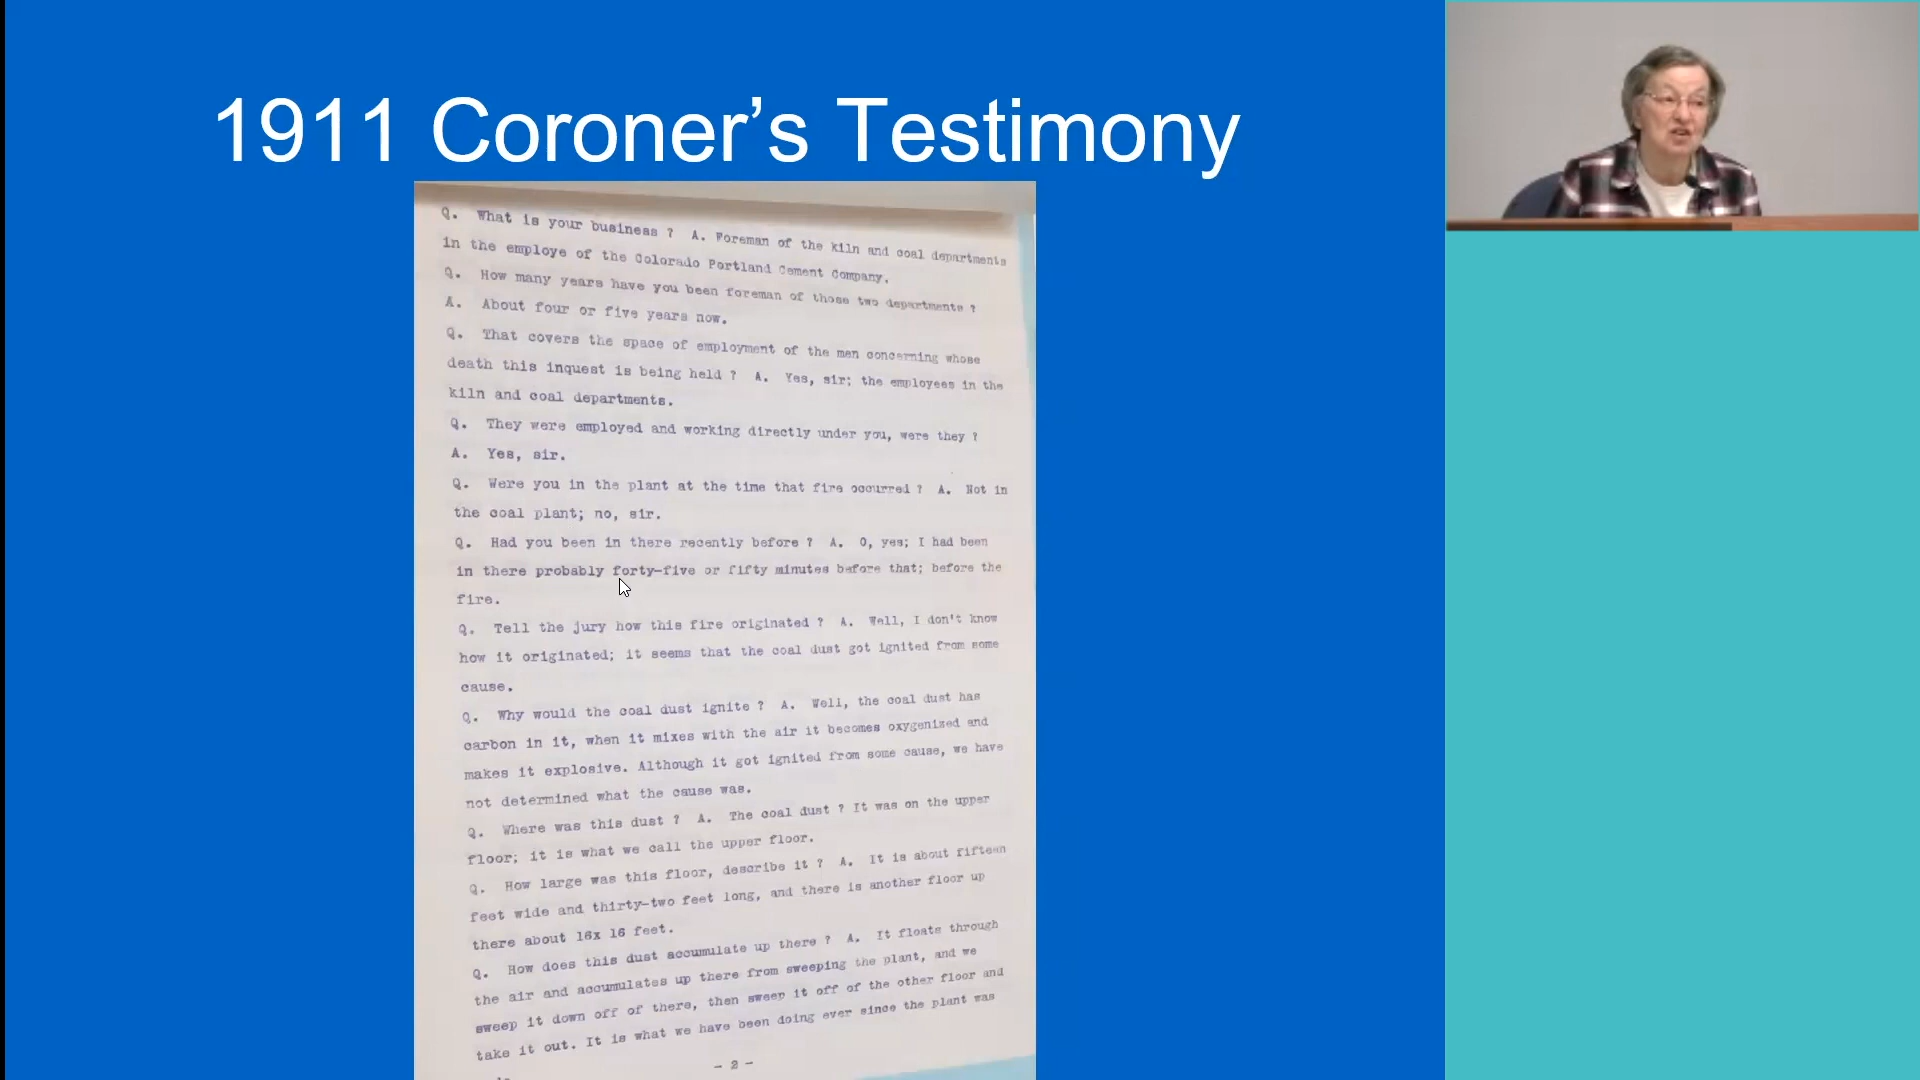 1911 Coroner’s Testimony
Q. What is your business ? A. Foreman of the kiln and coal departments
in the employe of the Colorado Portland Cement Company.
Q. How many years have you been foreman of those two departments ?
A. About four or five years now.
Q. That covers the space of employment of the men concerning whose
death this inquest is being held ? A. Yes, sir; the employees in the
kiln and coal departments.
Q. They were employed and working directly under you, were they ?
A. Yes, sir.
Q. Were you in the plant at the time that fire occurred ? A. Not in
the coal plant; no, sir.
Q. Had you been in there recently before ? A. O, yes; I had been
in there probably forty-five or fifty minutes before that; before the
fire.
Q. Tell the jury how this fire originated ? A. Well, I don't know
how it originated; it seems that the coal dust got ignited from some
cause.
Q. Why would the coal dust ignite ? A. Well, the coal dust has
carbon in it, when it mixes with the air it becomes oxygenized and
makes it explosive. Although it got ignited from some cause, we have
not determined what the cause was.
Q. Where was this dust ? A. The coal dust ? It was on the upper
floor; it is what we call the upper floor.
Q. How large was this floor, describe it ? A. It is about fifteen
feet wide and thirty-two feet long, and there is another floor up
there about 16x 16 feet.
Q. How does this dust accumulate up there ? A. It floats through
the air and accumulates up there from sweeping the plant, and we
sweep it down off of there, then sweep it off of the other floor and
take it out. It is what we have been doing ever since the plant was
- 2 -